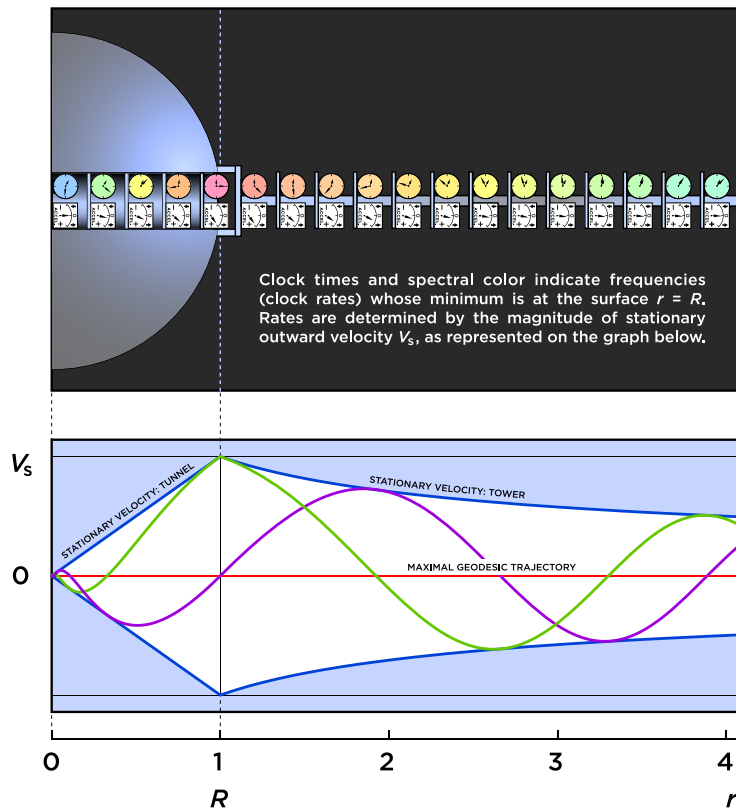 Clock times and spectral color indicate frequencies
(clock rates) whose minimum is at the surface r = R.
Rates are determined by the magnitude of stationary
outward velocity Vs, as represented on the graph below.
Vs
STATIONARY VELOCITY: TUNNEL
STATIONARY VELOCITY: TOWER
0
MAXIMAL GEODESIC TRAJECTORY
0 1 2 3 4
R r